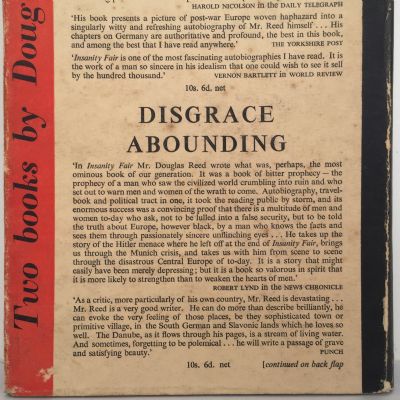 Two books by Doug
HAROLD NICOLSON in the DAILY TELEGRAPH
'His book presents a picture of post-war Europe woven haphazard into a
singularly witty and refreshing autobiography of Mr. Reed himself . . . His
chapters on Germany are authoritative and profound, the best in this book,
and among the best that I have read anywhere.' THE YORKSHIRE POST
'Insanity Fair is one of the most fascinating autobiographies I have read. It is
the work of a man so sincere in his idealism that one could wish to see it sell
by the hundred thousand.' VERNON BARTLETT in WORLD REVIEW
10s. 6d. net
DISGRACE
ABOUNDING
'In Insanity Fair Mr. Douglas Reed wrote what was, perhaps, the most
ominous book of our generation. It was a book of bitter prophecy — the
prophecy of a man who saw the civilized world crumbling into ruin and who
set out to warn men and women of the wrath to come. Autobiography, travel-
book and political tract in one, it took the reading public by storm, and its
enormous success was a convincing proof that there is a multitude of men and
women to-day who ask, not to be lulled into a false security, but to be told
the truth about Europe, however black, by a man who knows the facts and
sees them through passionately sincere unflinching eyes . . . He takes up the
story of the Hitler menace where he left off at the end of Insanity Fair, brings
us through the Munich crisis, and takes us with him from scene to scene
through the disastrous Central Europe of to-day. It is a story that might
easily have been merely depressing; but it is a book so valorous in spirit that
it is more likely to strengthen than to weaken the hearts of men.'
ROBERT LYND in the NEWS CHRONICLE
'As a critic, more particularly of his own country, Mr. Reed is devastating . . .
Mr. Reed is a very good writer. He can do more than describe brilliantly, he
can evoke the very feeling of those places, be they sophisticated town or
primitive village, in the South German and Slavonic lands which he loves so
well. The Danube, as it flows through his pages, is a stream of living water.
And sometimes, forgetting to be polemical . . . he will write a passage of grave
and satisfying beauty.' PUNCH
10s. 6d. net [continued on back flap